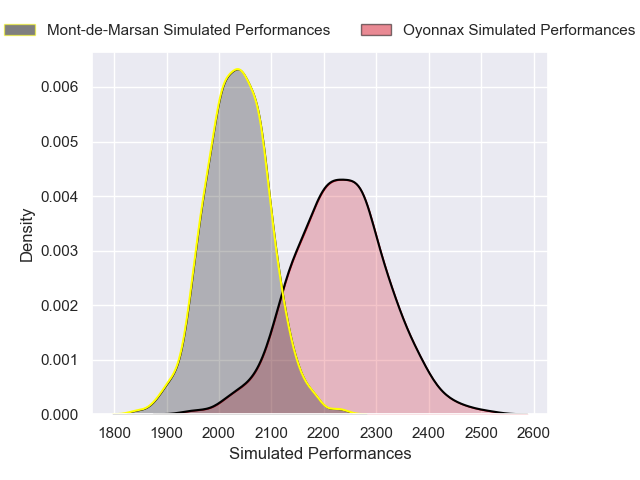 Mont-de-Marsan Simulated Performances Oyonnax Simulated Performances
0.006
0.005
0.004
0.003
0.002
0.001
0.000
Density
1800 1900 2000 2100 2200 2300 2400 2500 2600
Simulated Performances